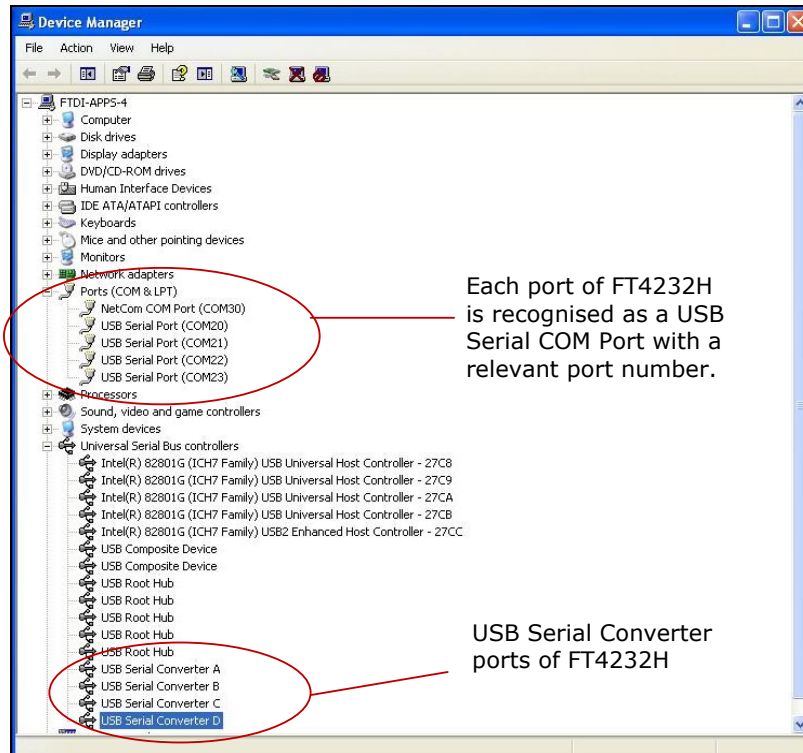 Device Manager
File Action View Help
FTDI-APPS-4
Computer
Disk drives
Display adapters
DVD/CD-ROM drives
Human Interface Devices
IDE ATA/ATAPI controllers
Keyboards
Mice and other pointing devices
Monitors
Network adapters
Ports (COM & LPT)
NetCom COM Port (COM30)
USB Serial Port (COM20)
USB Serial Port (COM21)
USB Serial Port (COM22)
USB Serial Port (COM23)
Processors
Sound, video and game controllers
System devices
Universal Serial Bus controllers
Intel(R) 82801G (ICH7 Family) USB Universal Host Controller - 27C8
Intel(R) 82801G (ICH7 Family) USB Universal Host Controller - 27C9
Intel(R) 82801G (ICH7 Family) USB Universal Host Controller - 27CA
Intel(R) 82801G (ICH7 Family) USB Universal Host Controller - 27CB
Intel(R) 82801G (ICH7 Family) USB2 Enhanced Host Controller - 27CC
USB Composite Device
USB Composite Device
USB Root Hub
USB Root Hub
USB Root Hub
USB Root Hub
USB Root Hub
USB Serial Converter A
USB Serial Converter B
USB Serial Converter C
USB Serial Converter D
Each port of FT4232H
is recognised as a USB
Serial COM Port with a
relevant port number.
USB Serial Converter
ports of FT4232H